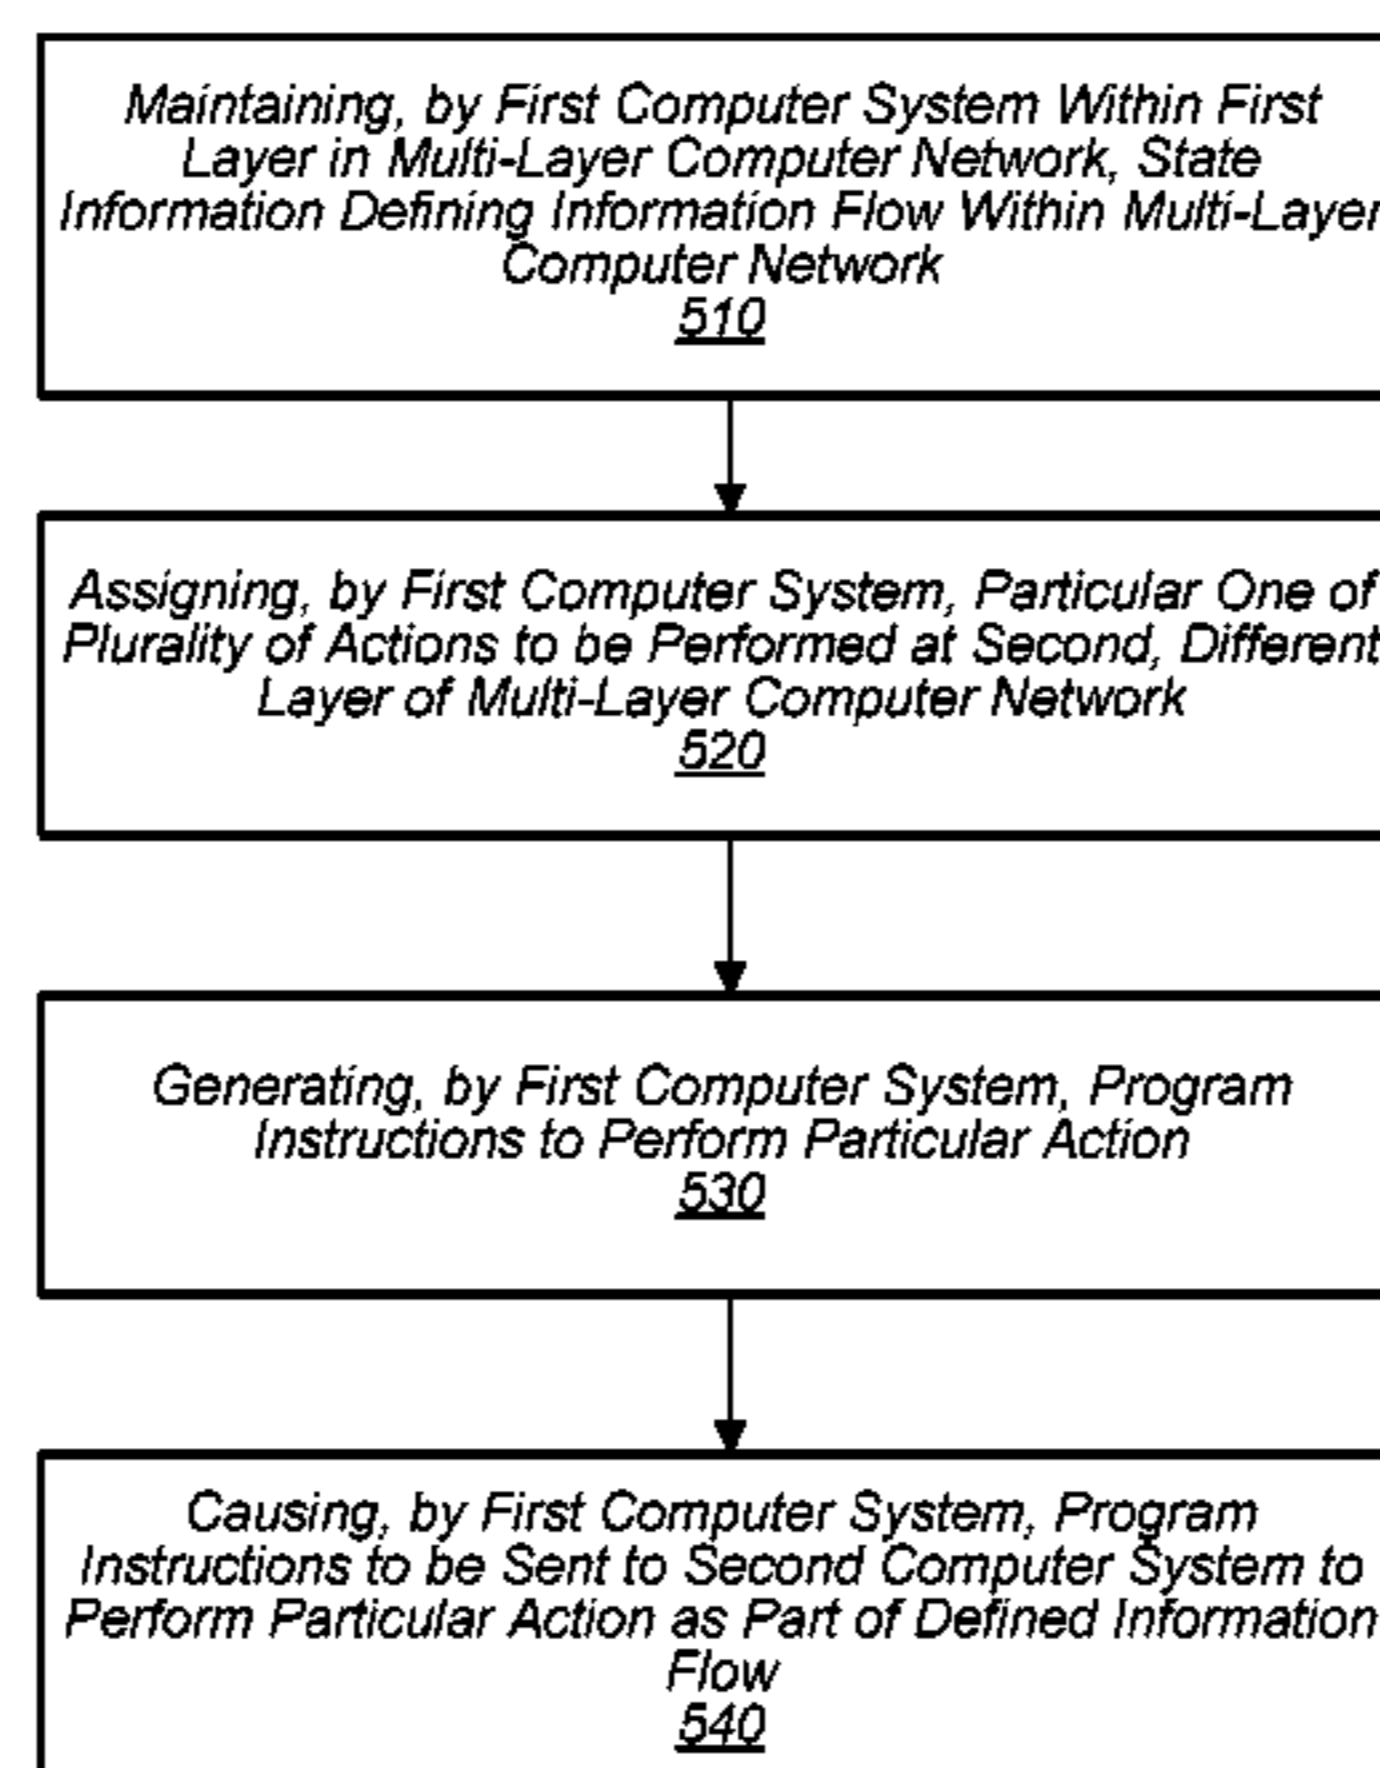 Maintaining, by First Computer System Within First
Layer in Multi-Layer Computer Network, State
Information Defining Information Flow Within Multi-Layer
Computer Network
510
Assigning, by First Computer System, Particular One of
Plurality of Actions to be Performed at Second, Different
Layer of Multi-Layer Computer Network
520
Generating, by First Computer System, Program
Instructions to Perform Particular Action
530
Causing, by First Computer System, Program
Instructions to be Sent to Second Computer System to
Perform Particular Action as Part of Defined Information
Flow
540